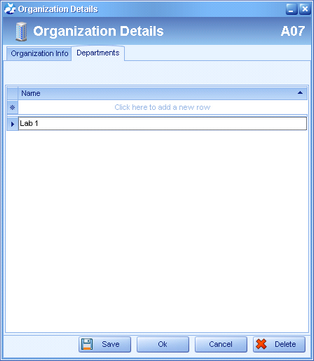 Organization Details
Organization Details A07
Organization Info Departments
Name
Click here to add a new row
Lab 1
Save Ok Cancel Delete